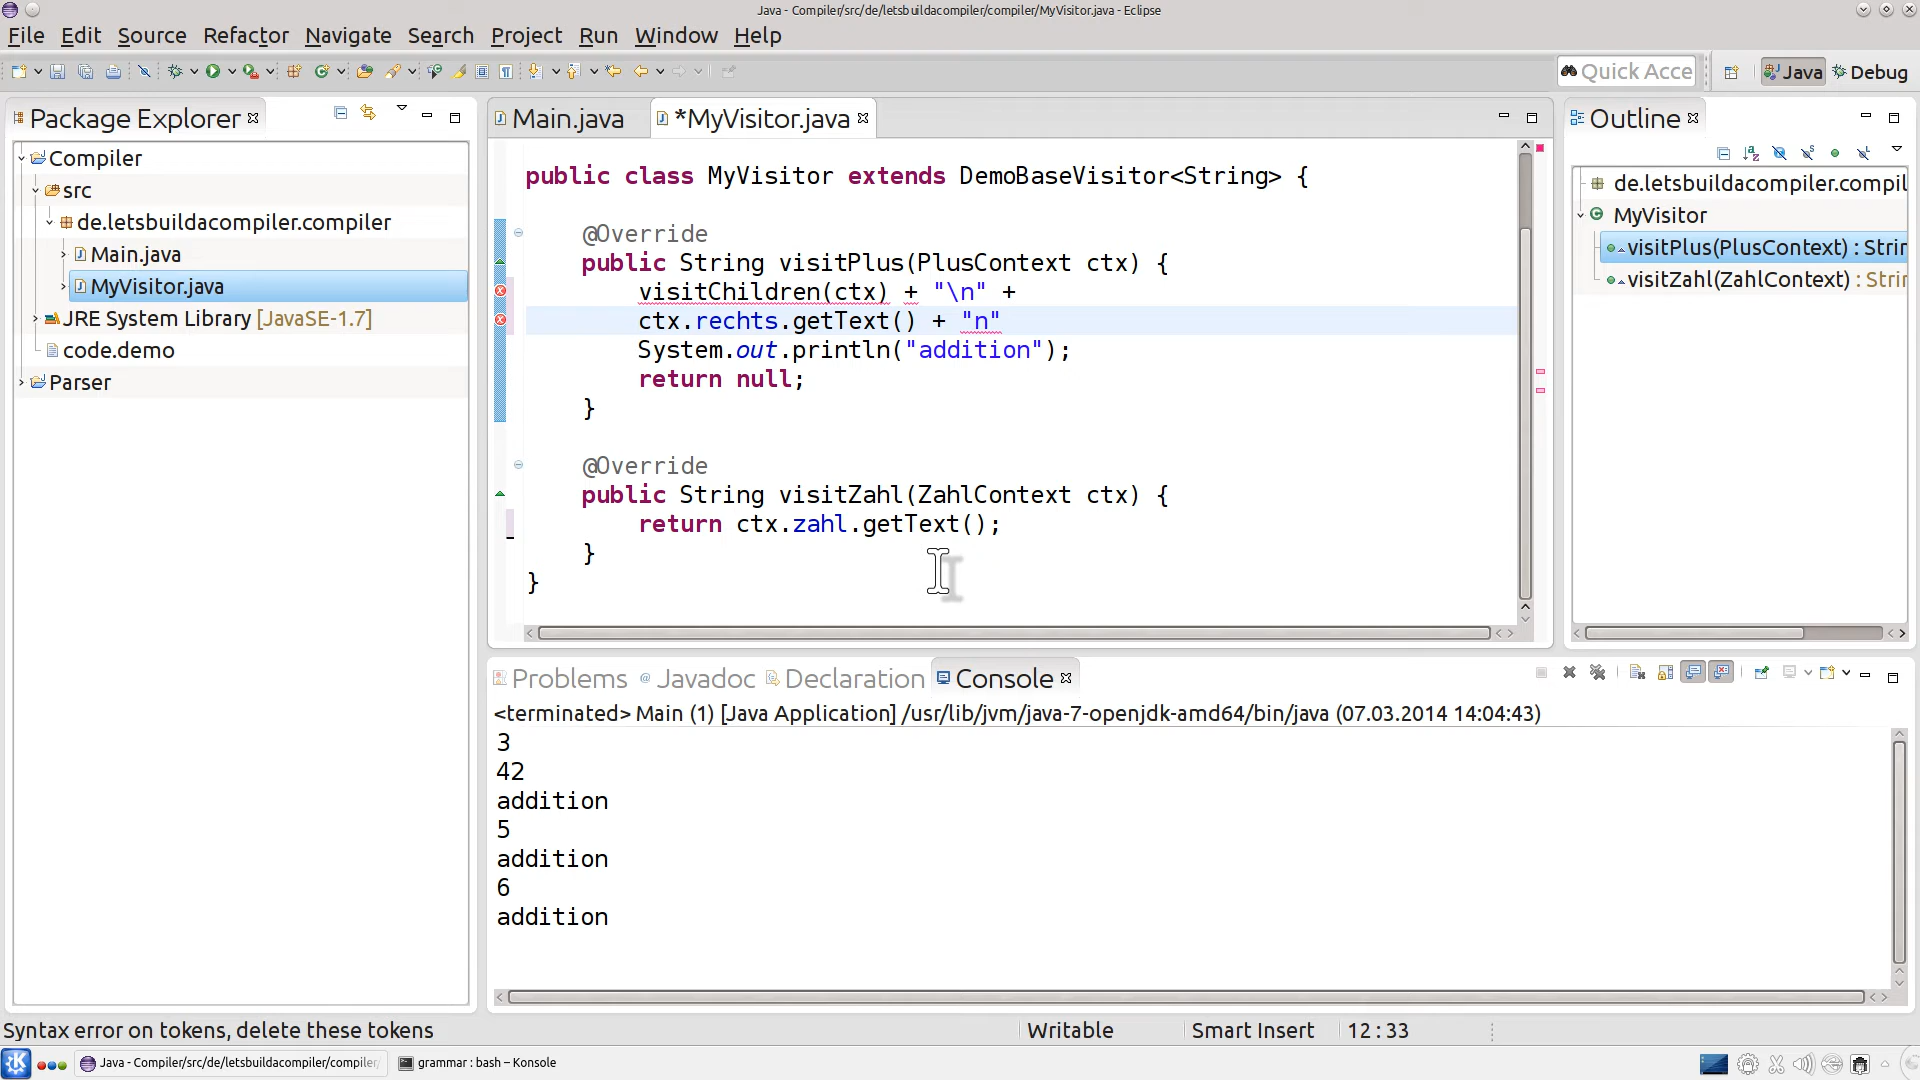 Java - Compiler/src/de/letsbuildacompiler/compiler/MyVisitor.java - Eclipse
File Edit Source Refactor Navigate Search Project Run Window Help
Quick Acce
Java
Debug
Package Explorer
Compiler
src
de.letsbuildacompiler.compiler
Main.java
MyVisitor.java
JRE System Library [JavaSE-1.7]
code.demo
Parser
Main.java
*MyVisitor.java
public class MyVisitor extends DemoBaseVisitor<String> {
@Override
public String visitPlus(PlusContext ctx) {
visitChildren(ctx) + "\n" +
ctx.rechts.getText() + "n"
System.out.println("addition");
return null;
}
@Override
public String visitZahl(ZahlContext ctx) {
return ctx.zahl.getText();
}
}
Outline
de.letsbuildacompiler.compil
MyVisitor
visitPlus(PlusContext) : Strin
visitZahl(ZahlContext) : Strin
Problems
@ Javadoc
Declaration
Console
<terminated> Main (1) [Java Application] /usr/lib/jvm/java-7-openjdk-amd64/bin/java (07.03.2014 14:04:43)
3
42
addition
5
addition
6
addition
Syntax error on tokens, delete these tokens
Writable
Smart Insert
12 : 33
Java - Compiler/src/de/letsbuildacompiler/compiler/
grammar : bash – Konsole